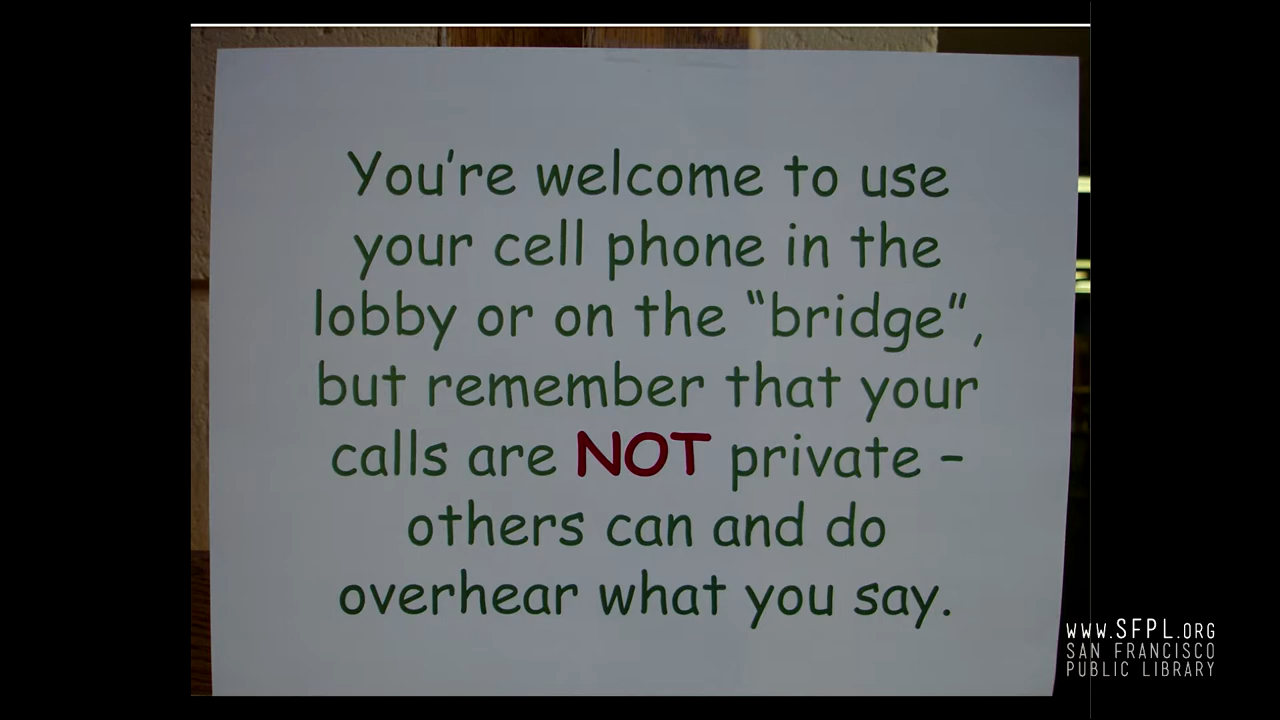 You're welcome to use
your cell phone in the
lobby or on the “bridge”,
but remember that your
calls are NOT private –
others can and do
overhear what you say.
WWW.SFPL.ORG
SAN FRANCISCO
PUBLIC LIBRARY